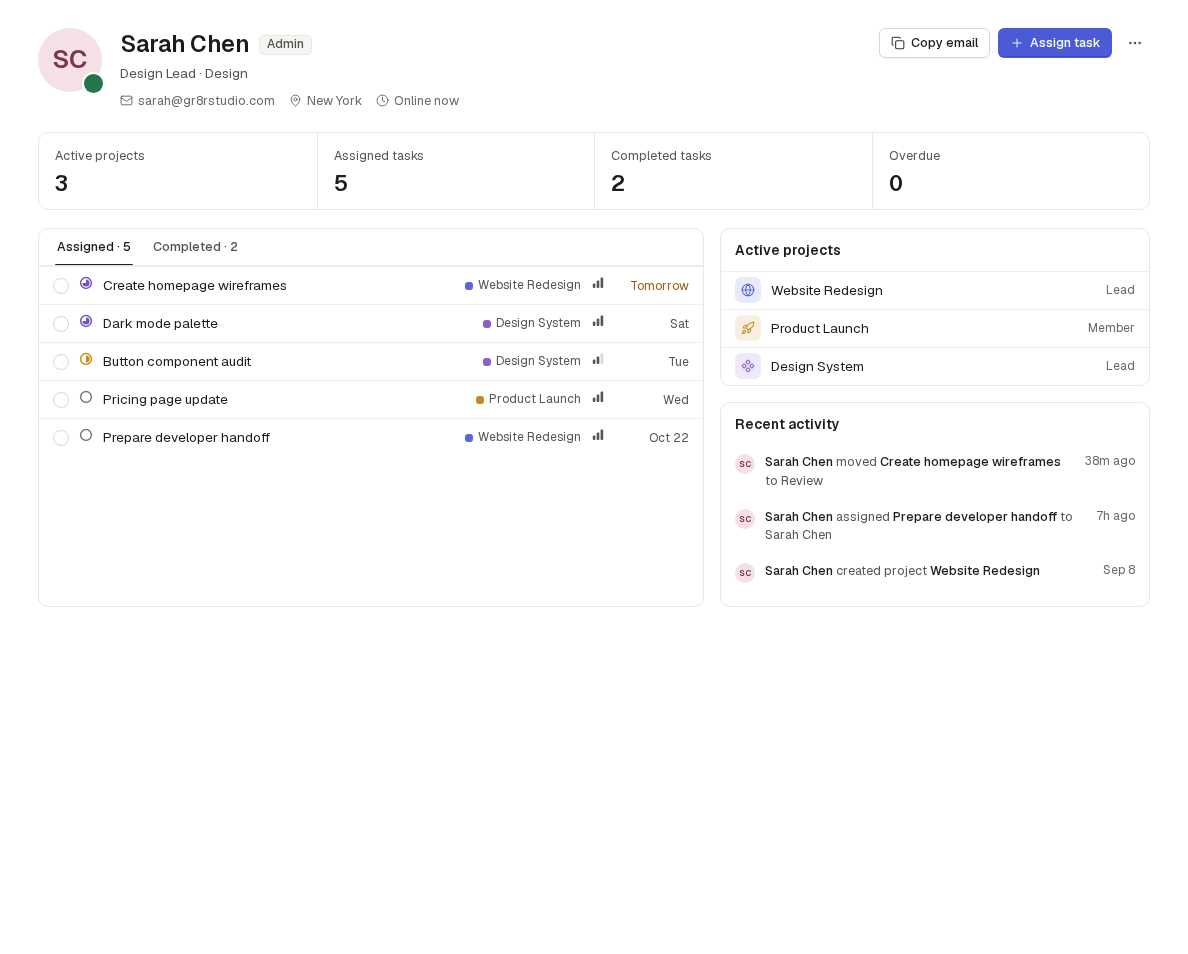 SC
Sarah Chen
Admin
Design Lead · Design
sarah@gr8rstudio.com
New York
Online now
Copy email
Assign task
Active projects
3
Assigned tasks
5
Completed tasks
2
Overdue
0
Assigned · 5
Completed · 2
Create homepage wireframes
Website Redesign
Tomorrow
Dark mode palette
Design System
Sat
Button component audit
Design System
Tue
Pricing page update
Product Launch
Wed
Prepare developer handoff
Website Redesign
Oct 22
Active projects
Website Redesign
Lead
Product Launch
Member
Design System
Lead
Recent activity
SC
Sarah Chen moved Create homepage wireframes
to Review
38m ago
SC
Sarah Chen assigned Prepare developer handoff to
Sarah Chen
7h ago
SC
Sarah Chen created project Website Redesign
Sep 8